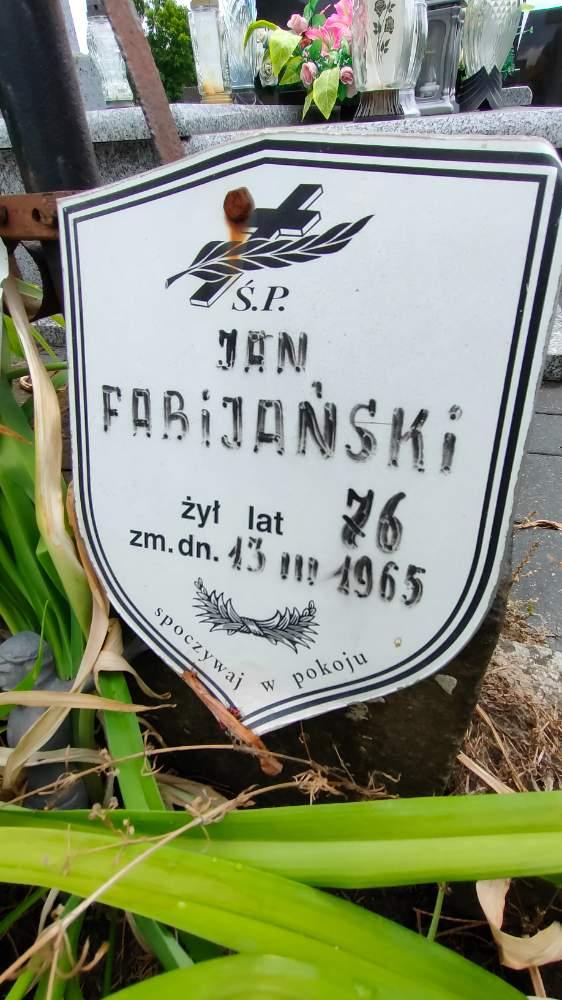 Ś.P.
JAN
FABiJAŃSKi
żył lat 76
zm. dn. 13 III 1965
spoczywaj w pokoju